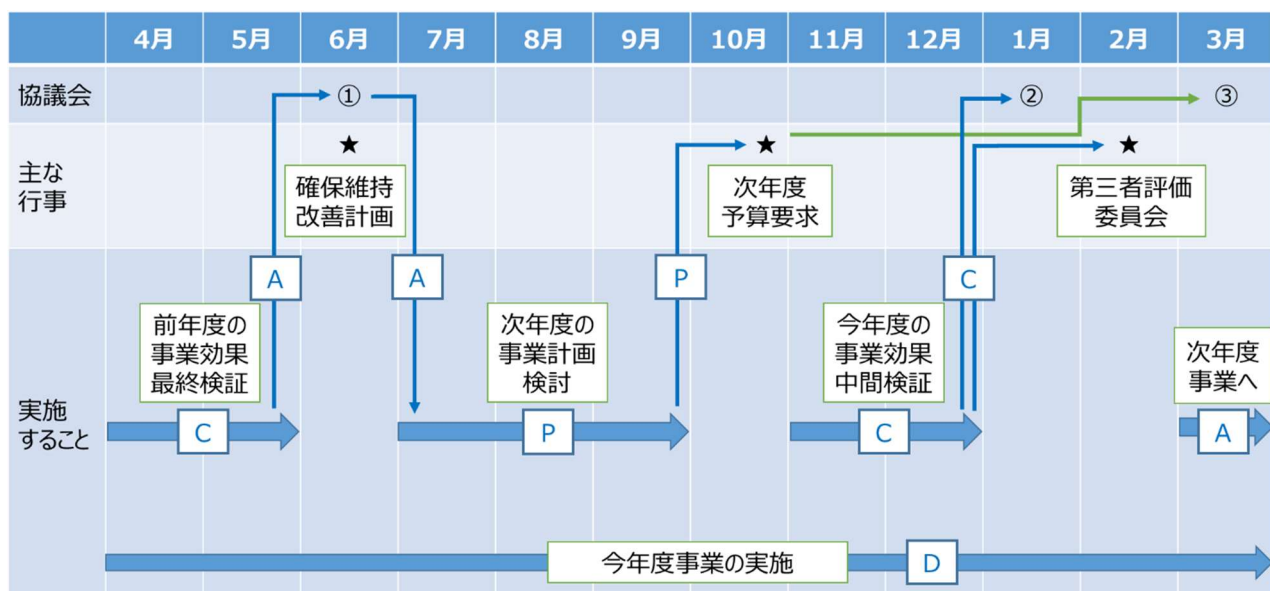 4月 5月 6月 7月 8月 9月 10月 11月 12月 1月 2月 3月
協議会
①
②
③
主な
行事
★
確保維持
改善計画
★
次年度
予算要求
★
第三者評価
委員会
A
A
P
C
実施
すること
前年度の
事業効果
最終検証
C
次年度の
事業計画
検討
P
今年度の
事業効果
中間検証
C
次年度
事業へ
A
今年度事業の実施
D